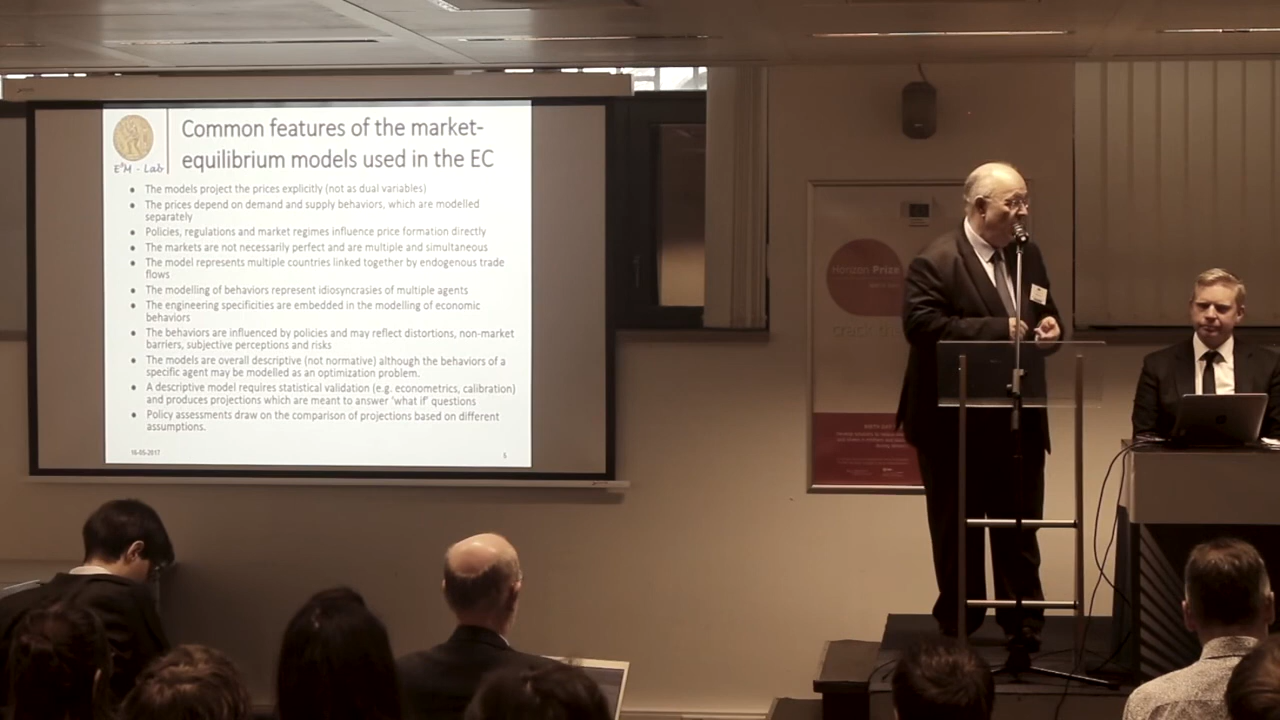 Common features of the market-
equilibrium models used in the EC
E³M - Lab
● The models project the prices explicitly (not as dual variables)
● The prices depend on demand and supply behaviors, which are modelled
separately
● Policies, regulations and market regimes influence price formation directly
● The markets are not necessarily perfect and are multiple and simultaneous
● The model represents multiple countries linked together by endogenous trade
flows
● The modelling of behaviors represent idiosyncrasies of multiple agents
● The engineering specificities are embedded in the modelling of economic
behaviors
● The behaviors are influenced by policies and may reflect distortions, non-market
barriers, subjective perceptions and risks
● The models are overall descriptive (not normative) although the behaviors of a
specific agent may be modelled as an optimization problem.
● A descriptive model requires statistical validation (e.g. econometrics, calibration)
and produces projections which are meant to answer 'what if' questions
● Policy assessments draw on the comparison of projections based on different
assumptions.
16-05-2017
5
Horizon Prize